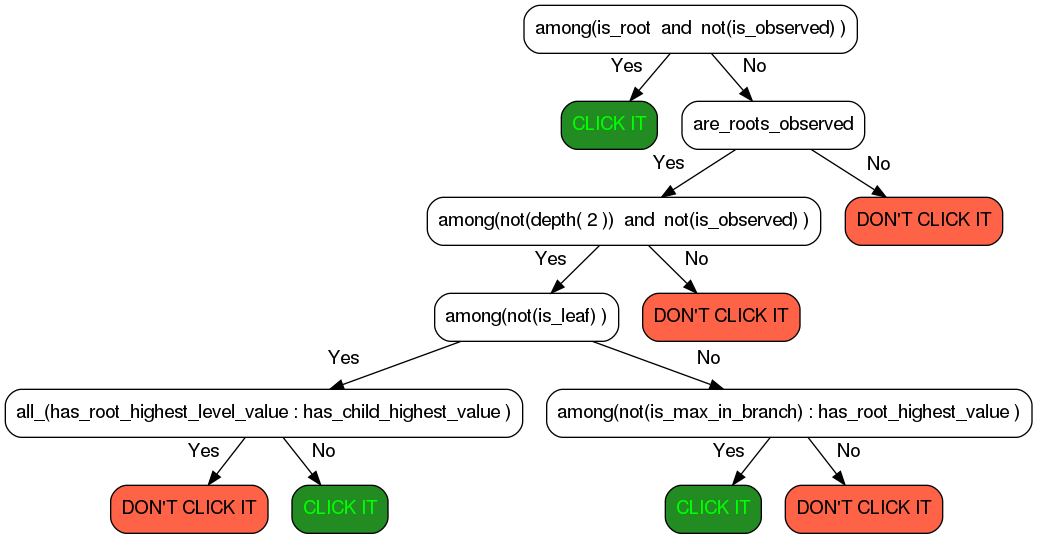 among(is_root and not(is_observed) )
Yes
No
CLICK IT
are_roots_observed
Yes
No
among(not(depth( 2 )) and not(is_observed) )
DON'T CLICK IT
Yes
No
among(not(is_leaf) )
DON'T CLICK IT
Yes
No
all_(has_root_highest_level_value : has_child_highest_value )
among(not(is_max_in_branch) : has_root_highest_value )
Yes
No
Yes
No
DON'T CLICK IT
CLICK IT
CLICK IT
DON'T CLICK IT